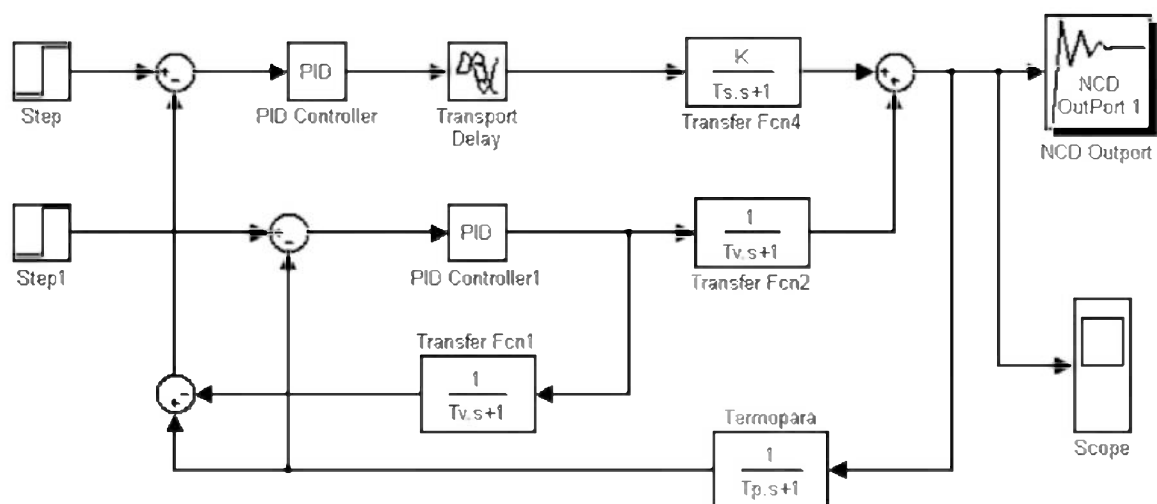 Step
+
-
PID
PID Controller
Transport
Delay
K
Ts.s+1
Transfer Fcn4
+
+
NCD
OutPort 1
NCD Outport
Step1
+
-
PID
PID Controller1
1
Tv.s+1
Transfer Fcn2
Transfer Fcn1
1
Tv.s+1
-
+
Termopara
1
Tp.s+1
Scope